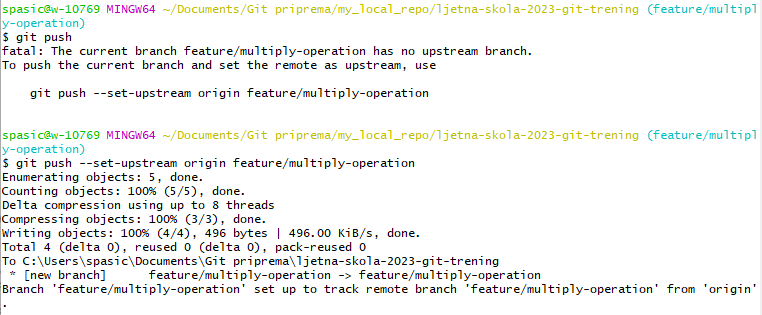 spasic@w-10769 MINGW64 ~/Documents/Git priprema/my_local_repo/ljetna-skola-2023-git-trening (feature/multipl
y-operation)
$ git push
fatal: The current branch feature/multiply-operation has no upstream branch.
To push the current branch and set the remote as upstream, use

    git push --set-upstream origin feature/multiply-operation

spasic@w-10769 MINGW64 ~/Documents/Git priprema/my_local_repo/ljetna-skola-2023-git-trening (feature/multipl
y-operation)
$ git push --set-upstream origin feature/multiply-operation
Enumerating objects: 5, done.
Counting objects: 100% (5/5), done.
Delta compression using up to 8 threads
Compressing objects: 100% (3/3), done.
Writing objects: 100% (4/4), 496 bytes | 496.00 KiB/s, done.
Total 4 (delta 0), reused 0 (delta 0), pack-reused 0
To C:\Users\spasic\Documents\Git priprema\ljetna-skola-2023-git-trening
 * [new branch]      feature/multiply-operation -> feature/multiply-operation
Branch 'feature/multiply-operation' set up to track remote branch 'feature/multiply-operation' from 'origin'
.